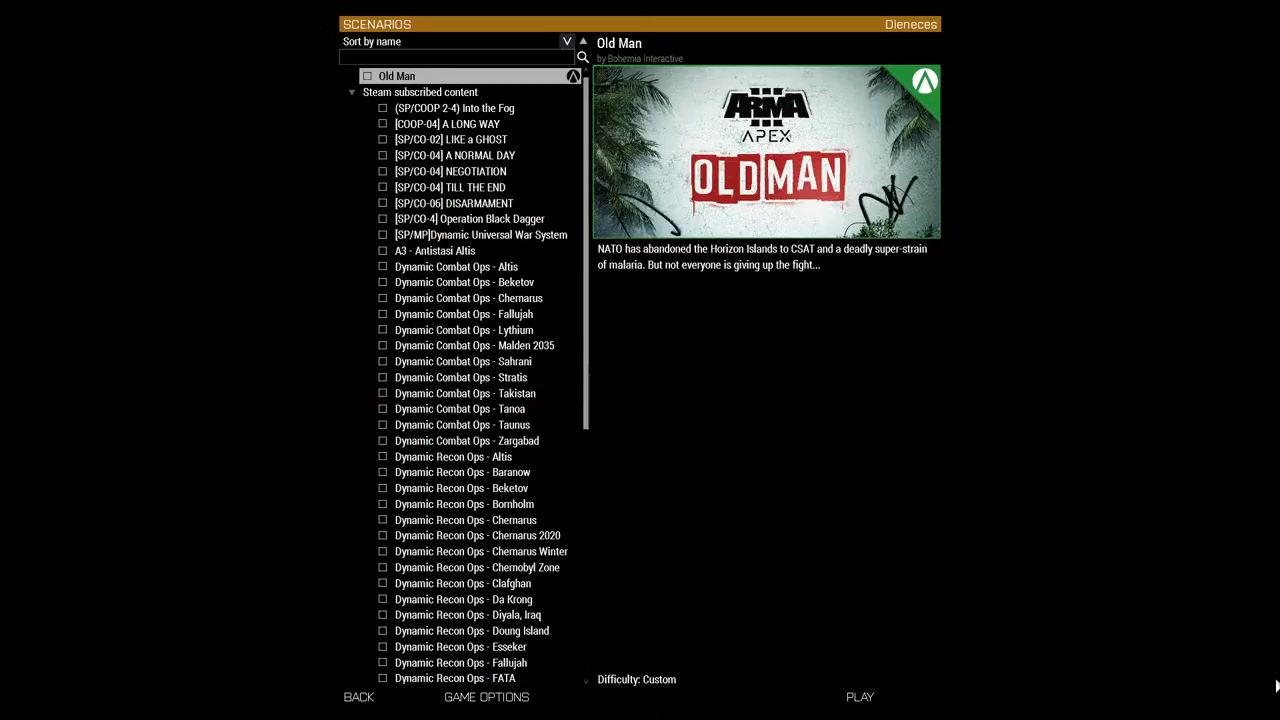 SCENARIOS
Dieneces
Sort by name
V
Old Man
Steam subscribed content
(SP/COOP 2-4) Into the Fog
[COOP-04] A LONG WAY
[SP/CO-02] LIKE a GHOST
[SP/CO-04] A NORMAL DAY
[SP/CO-04] NEGOTIATION
[SP/CO-04] TILL THE END
[SP/CO-06] DISARMAMENT
[SP/CO-4] Operation Black Dagger
[SP/MP]Dynamic Universal War System
A3 - Antistasi Altis
Dynamic Combat Ops - Altis
Dynamic Combat Ops - Beketov
Dynamic Combat Ops - Chernarus
Dynamic Combat Ops - Fallujah
Dynamic Combat Ops - Lythium
Dynamic Combat Ops - Malden 2035
Dynamic Combat Ops - Sahrani
Dynamic Combat Ops - Stratis
Dynamic Combat Ops - Takistan
Dynamic Combat Ops - Tanoa
Dynamic Combat Ops - Taunus
Dynamic Combat Ops - Zargabad
Dynamic Recon Ops - Altis
Dynamic Recon Ops - Baranow
Dynamic Recon Ops - Beketov
Dynamic Recon Ops - Bornholm
Dynamic Recon Ops - Chernarus
Dynamic Recon Ops - Chernarus 2020
Dynamic Recon Ops - Chernarus Winter
Dynamic Recon Ops - Chernobyl Zone
Dynamic Recon Ops - Clafghan
Dynamic Recon Ops - Da Krong
Dynamic Recon Ops - Diyala, Iraq
Dynamic Recon Ops - Doung Island
Dynamic Recon Ops - Esseker
Dynamic Recon Ops - Fallujah
Dynamic Recon Ops - FATA
Old Man
by Bohemia Interactive
ARMA
III
APEX
OLD MAN
NATO has abandoned the Horizon Islands to CSAT and a deadly super-strain
of malaria. But not everyone is giving up the fight...
Difficulty: Custom
BACK
GAME OPTIONS
PLAY